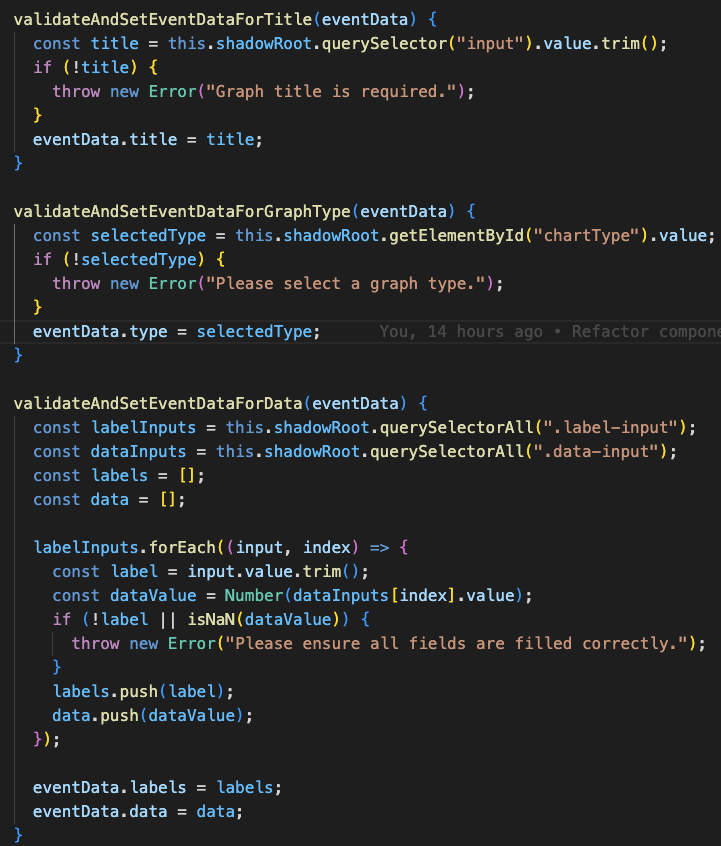 validateAndSetEventDataForTitle(eventData) {
  const title = this.shadowRoot.querySelector("input").value.trim();
  if (!title) {
    throw new Error("Graph title is required.");
  }
  eventData.title = title;
}

validateAndSetEventDataForGraphType(eventData) {
  const selectedType = this.shadowRoot.getElementById("chartType").value;
  if (!selectedType) {
    throw new Error("Please select a graph type.");
  }
  eventData.type = selectedType;      You, 14 hours ago • Refactor compone
}

validateAndSetEventDataForData(eventData) {
  const labelInputs = this.shadowRoot.querySelectorAll(".label-input");
  const dataInputs = this.shadowRoot.querySelectorAll(".data-input");
  const labels = [];
  const data = [];

  labelInputs.forEach((input, index) => {
    const label = input.value.trim();
    const dataValue = Number(dataInputs[index].value);
    if (!label || isNaN(dataValue)) {
      throw new Error("Please ensure all fields are filled correctly.");
    }
    labels.push(label);
    data.push(dataValue);
  });

  eventData.labels = labels;
  eventData.data = data;
}